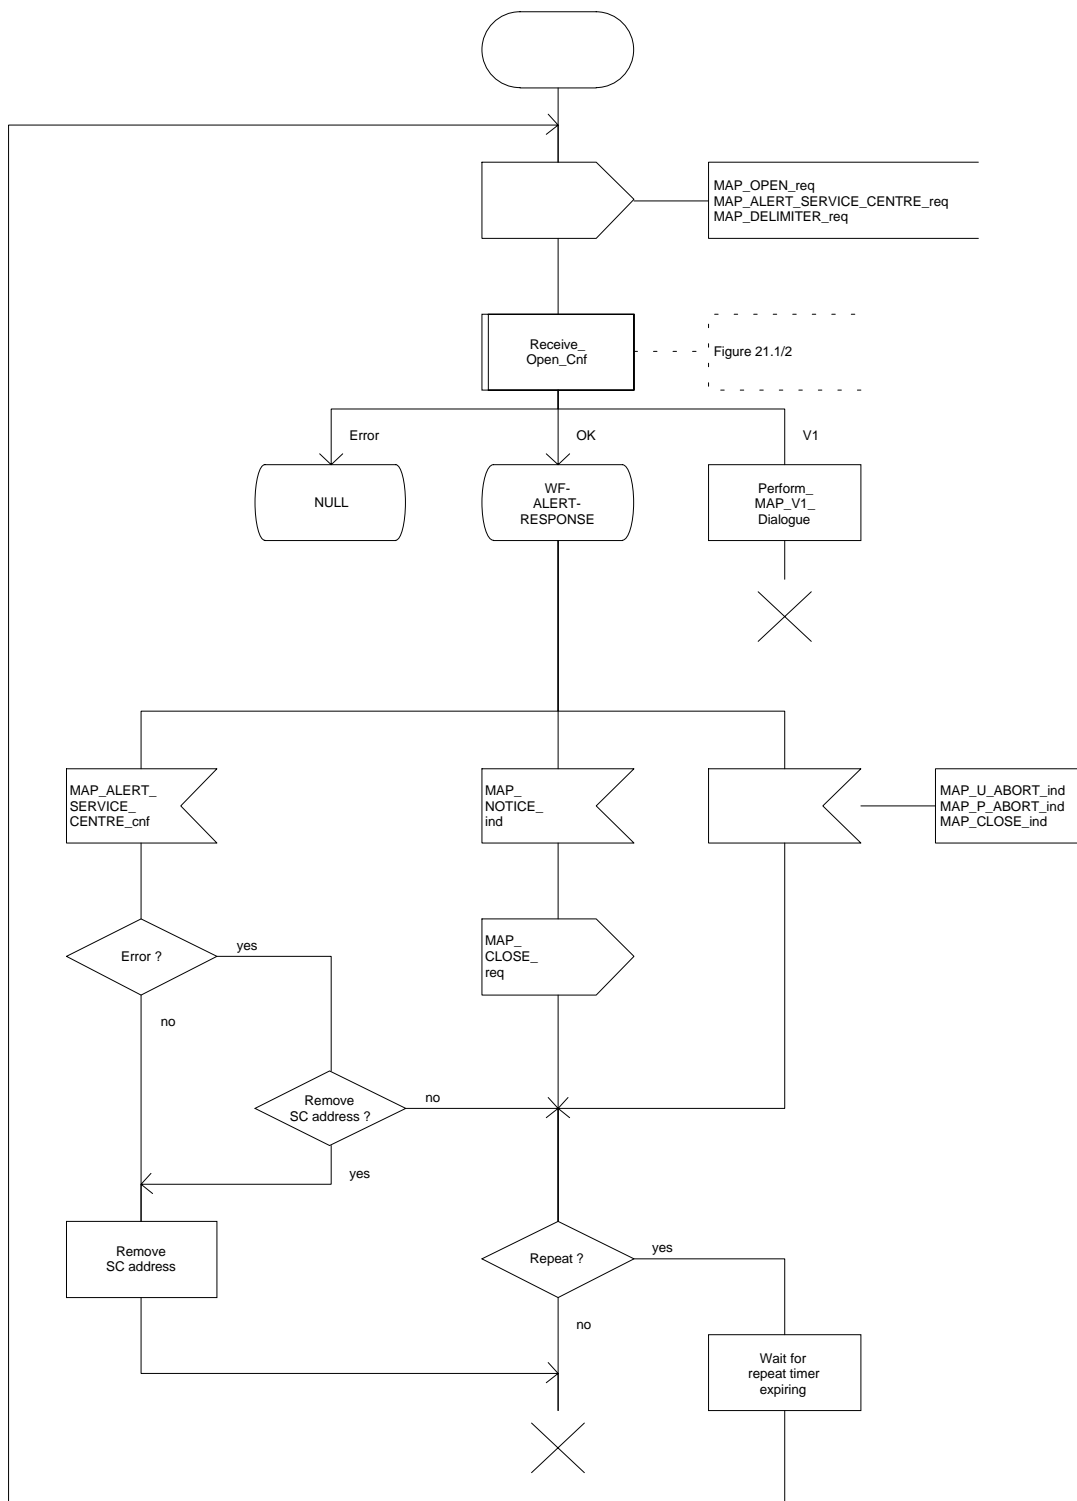 MAP_OPEN_req
MAP_ALERT_SERVICE_CENTRE_req
MAP_DELIMITER_req
Receive_
Open_Cnf
Figure 21.1/2
Error
OK
V1
NULL
WF-
ALERT-
RESPONSE
Perform_
MAP_V1_
Dialogue
MAP_ALERT_
SERVICE_
CENTRE_cnf
MAP_
NOTICE_
ind
MAP_U_ABORT_ind
MAP_P_ABORT_ind
MAP_CLOSE_ind
Error ?
yes
MAP_
CLOSE_
req
no
Remove
SC address ?
no
yes
Remove
SC address
Repeat ?
yes
no
Wait for
repeat timer
expiring